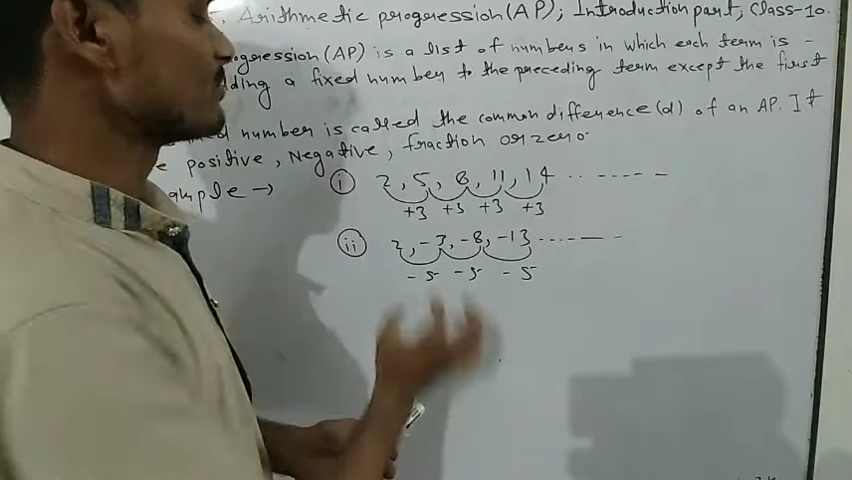 Arithmetic progression (AP); Introduction part, Class-10.
ogression (AP) is a list of numbers in which each term is -
dding a fixed number to the preceding term except the first
d number is called the common difference (d) of an AP. It
e positive, Negative, fraction or zero.
ample → (i) 2, 5, 8, 11, 14 .. -----
+3 +3 +3 +3
(ii) 2, -3, -8, -13 ------
-5 -5 -5